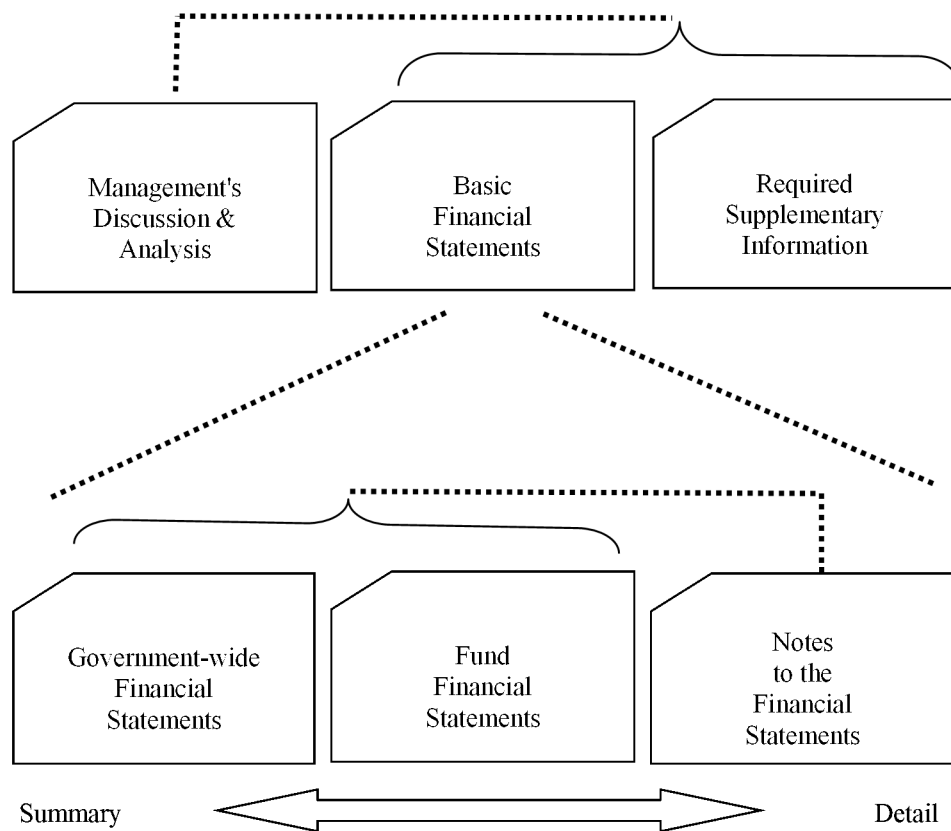 Management's
Discussion &
Analysis
Basic
Financial
Statements
Required
Supplementary
Information
Government-wide
Financial
Statements
Fund
Financial
Statements
Notes
to the
Financial
Statements
Summary
Detail